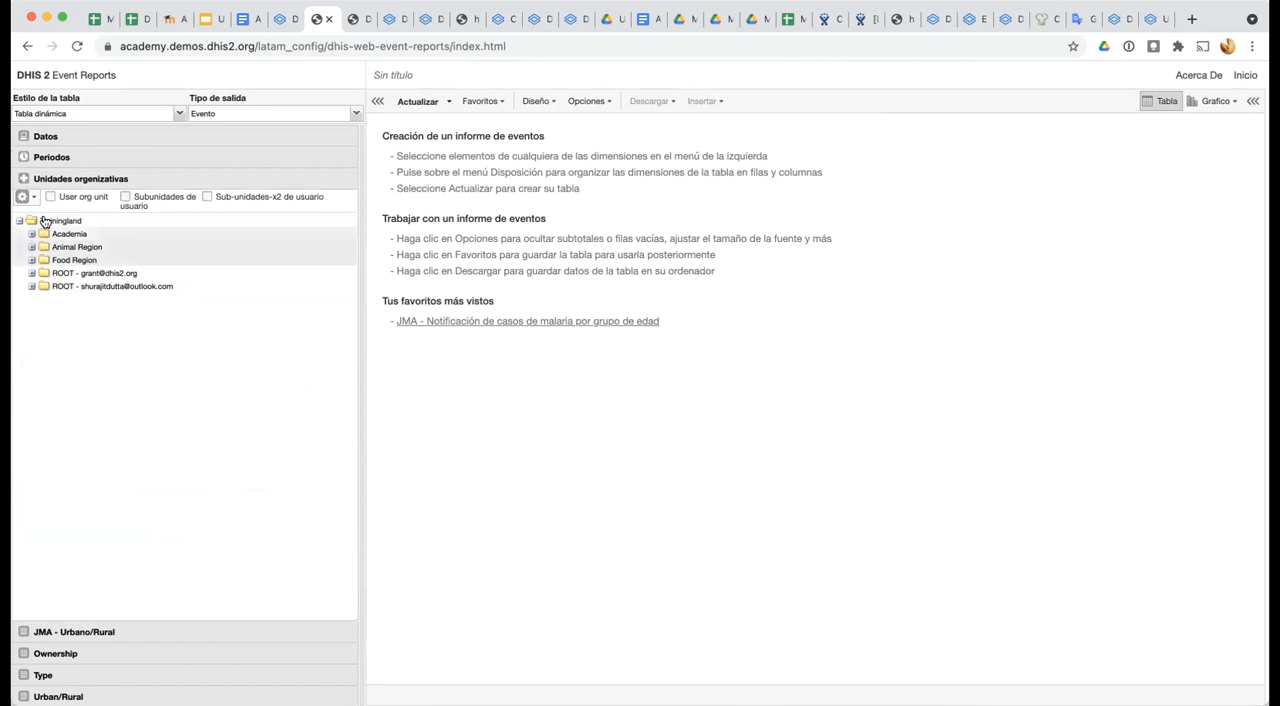 M
D
A
U
A
D
D
D
D
h
C
D
D
U
A
M
M
M
C
[I
h
D
E
D
C
G
D
U
academy.demos.dhis2.org/latam_config/dhis-web-event-reports/index.html
DHIS 2 Event Reports
Sin título
Acerca De Inicio
Estilo de la tabla Tipo de salida
Tabla dinámica Evento
Actualizar Favoritos Diseño Opciones Descargar Insertar Tabla Grafico
Datos
Periodos
Unidades organizativas
User org unit Subunidades de usuario Sub-unidades-x2 de usuario
Academia
Animal Region
Food Region
ROOT - grant@dhis2.org
ROOT - shurajitdutta@outlook.com
JMA - Urbano/Rural
Ownership
Type
Urban/Rural
Creación de un informe de eventos
- Seleccione elementos de cualquiera de las dimensiones en el menú de la izquierda
- Pulse sobre el menú Disposición para organizar las dimensiones de la tabla en filas y columnas
- Seleccione Actualizar para crear su tabla
Trabajar con un informe de eventos
- Haga clic en Opciones para ocultar subtotales o filas vacías, ajustar el tamaño de la fuente y más
- Haga clic en Favoritos para guardar la tabla para usarla posteriormente
- Haga clic en Descargar para guardar datos de la tabla en su ordenador
Tus favoritos más vistos
- JMA - Notificación de casos de malaria por grupo de edad